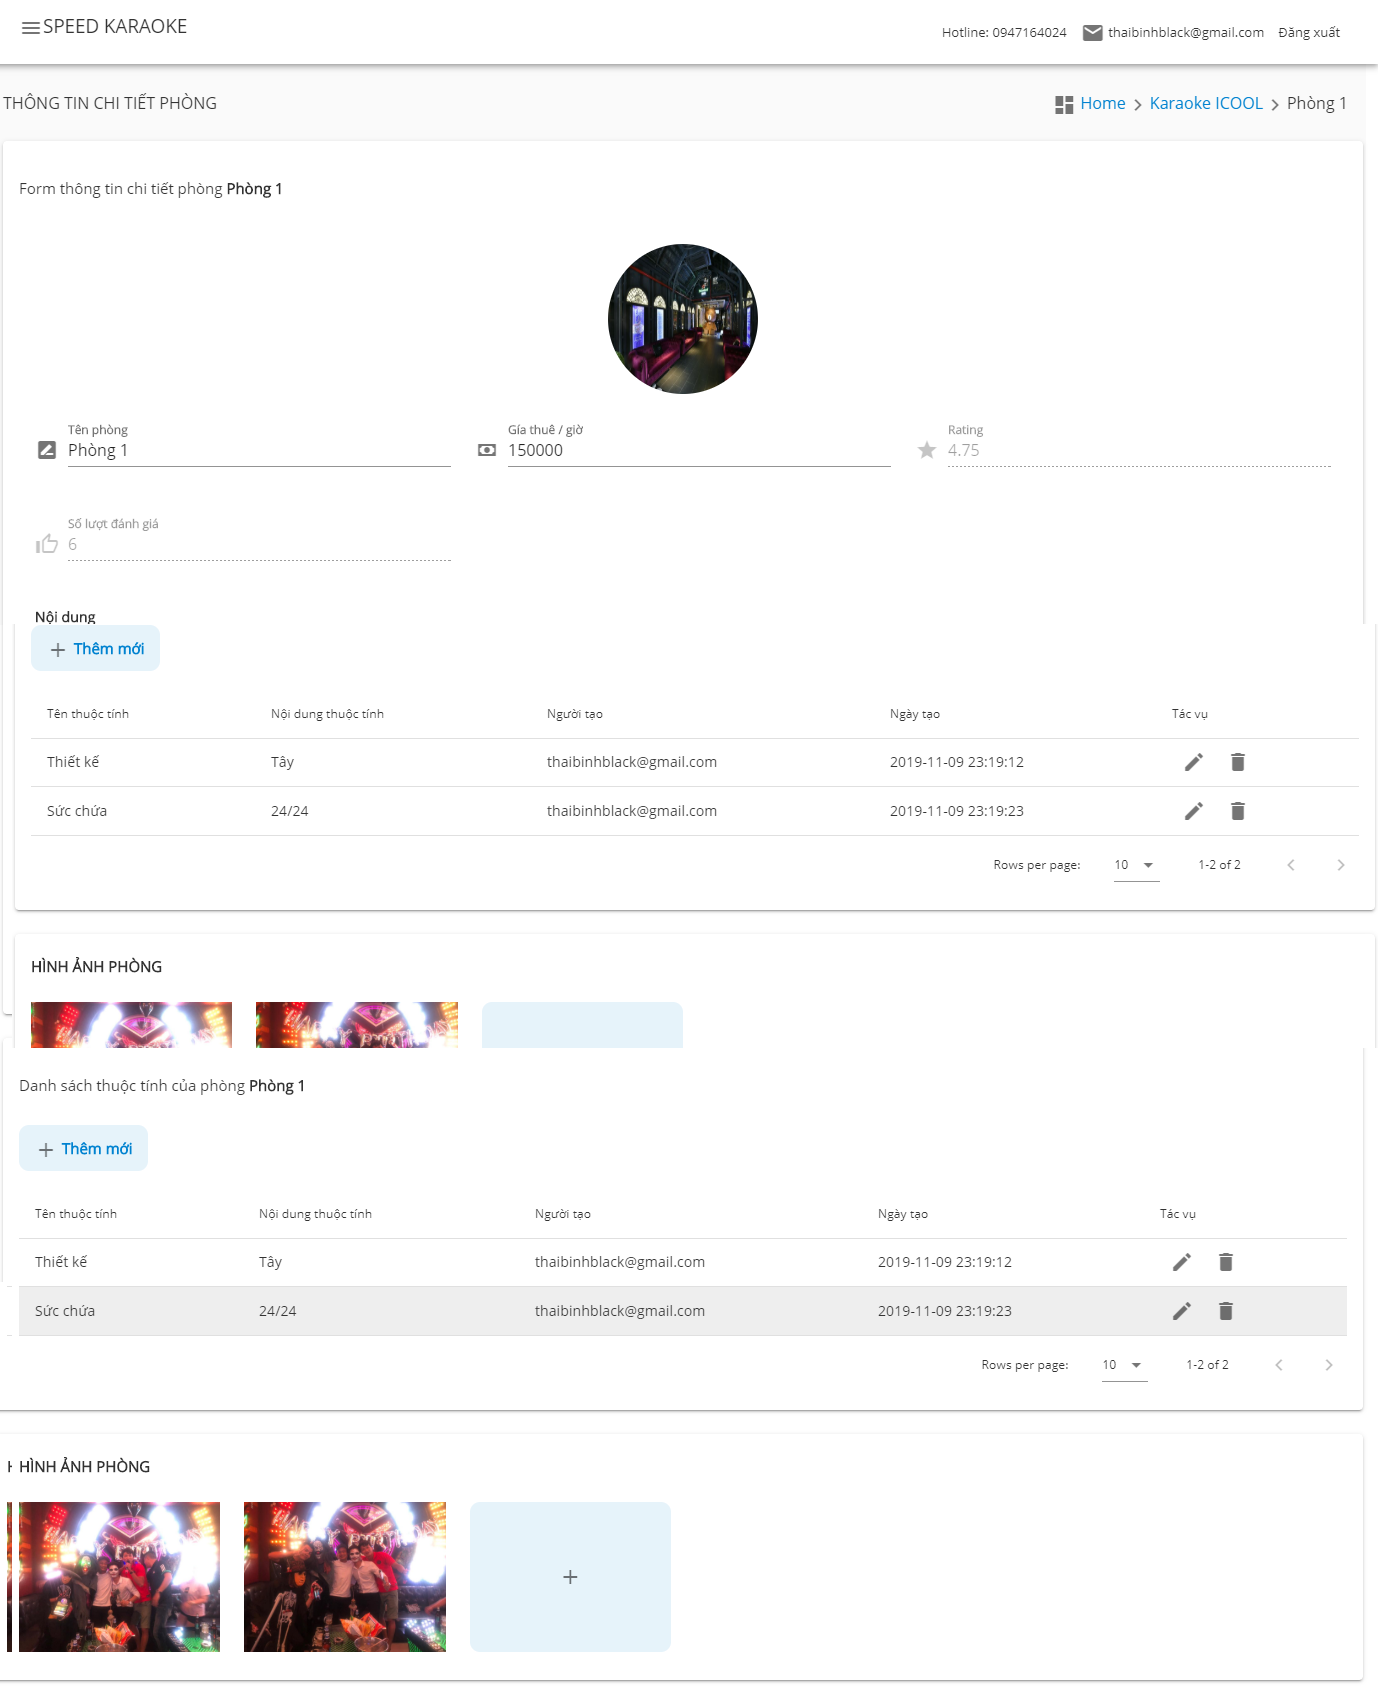 SPEED KARAOKE
Hotline: 0947164024 thaibinhblack@gmail.com Đăng xuất
THÔNG TIN CHI TIẾT PHÒNG
Home > Karaoke ICOOL > Phòng 1
Form thông tin chi tiết phòng Phòng 1
Tên phòng
Phòng 1
Gía thuê / giờ
150000
Rating
4.75
Số lượt đánh giá
6
Nội dung
+ Thêm mới
Tên thuộc tính Nội dung thuộc tính Người tạo Ngày tạo Tác vụ
Thiết kế Tây thaibinhblack@gmail.com 2019-11-09 23:19:12
Sức chứa 24/24 thaibinhblack@gmail.com 2019-11-09 23:19:23
Rows per page: 10 1-2 of 2
HÌNH ẢNH PHÒNG
Danh sách thuộc tính của phòng Phòng 1
+ Thêm mới
Tên thuộc tính Nội dung thuộc tính Người tạo Ngày tạo Tác vụ
Thiết kế Tây thaibinhblack@gmail.com 2019-11-09 23:19:12
Sức chứa 24/24 thaibinhblack@gmail.com 2019-11-09 23:19:23
Rows per page: 10 1-2 of 2
HÌNH ẢNH PHÒNG
+